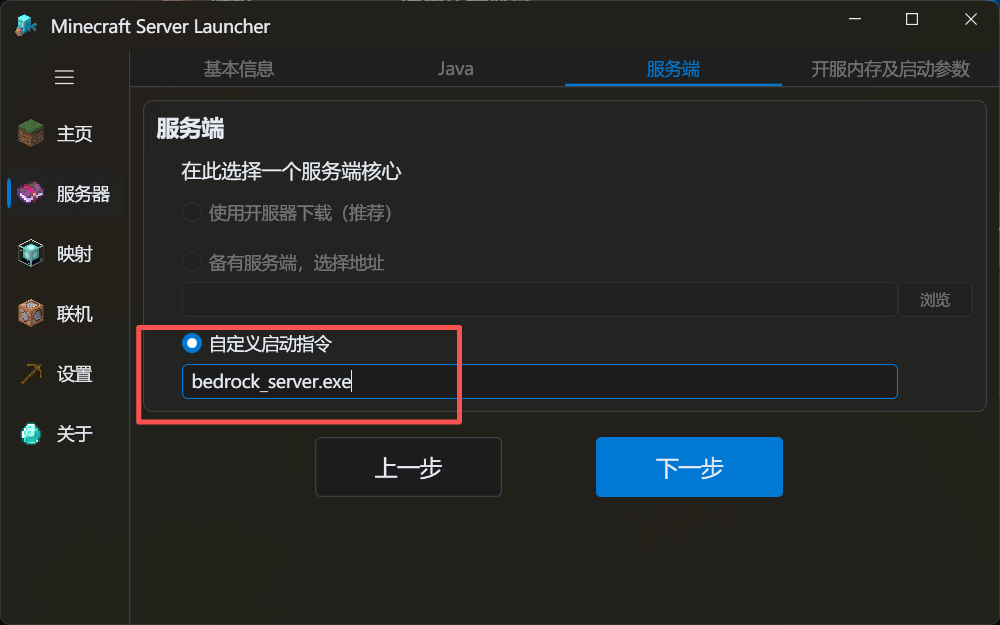 Minecraft Server Launcher
基本信息
Java
服务端
开服内存及启动参数
主页
服务器
映射
联机
设置
关于
服务端
在此选择一个服务端核心
使用开服器下载（推荐）
备有服务端，选择地址
浏览
自定义启动指令
bedrock_server.exe
上一步
下一步